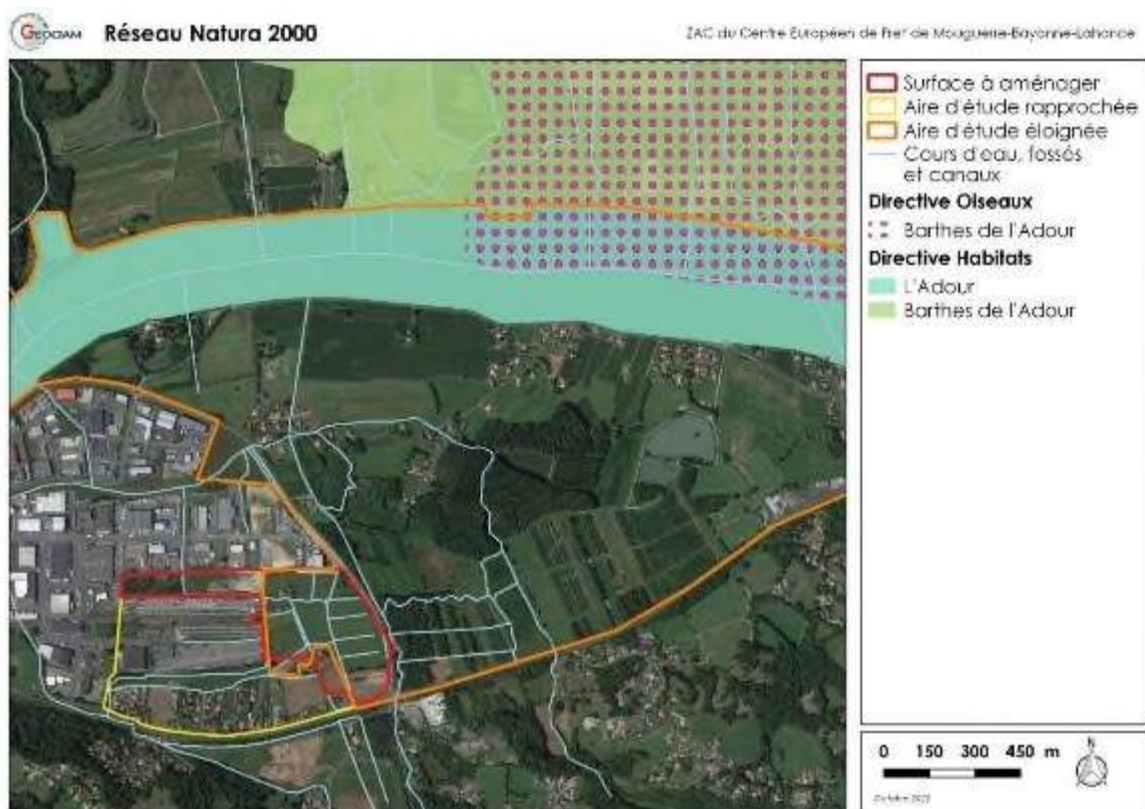 GEOCIAM
Réseau Natura 2000
ZAC du Centre Européen de Fret de Mouguerre-Bayonne-Lahonce
Surface à aménager
Aire d'étude rapprochée
Aire d'étude éloignée
Cours d'eau, fossés
et canaux
Directive Oiseaux
Barthes de l'Adour
Directive Habitats
L'Adour
Barthes de l'Adour
0 150 300 450 m
N